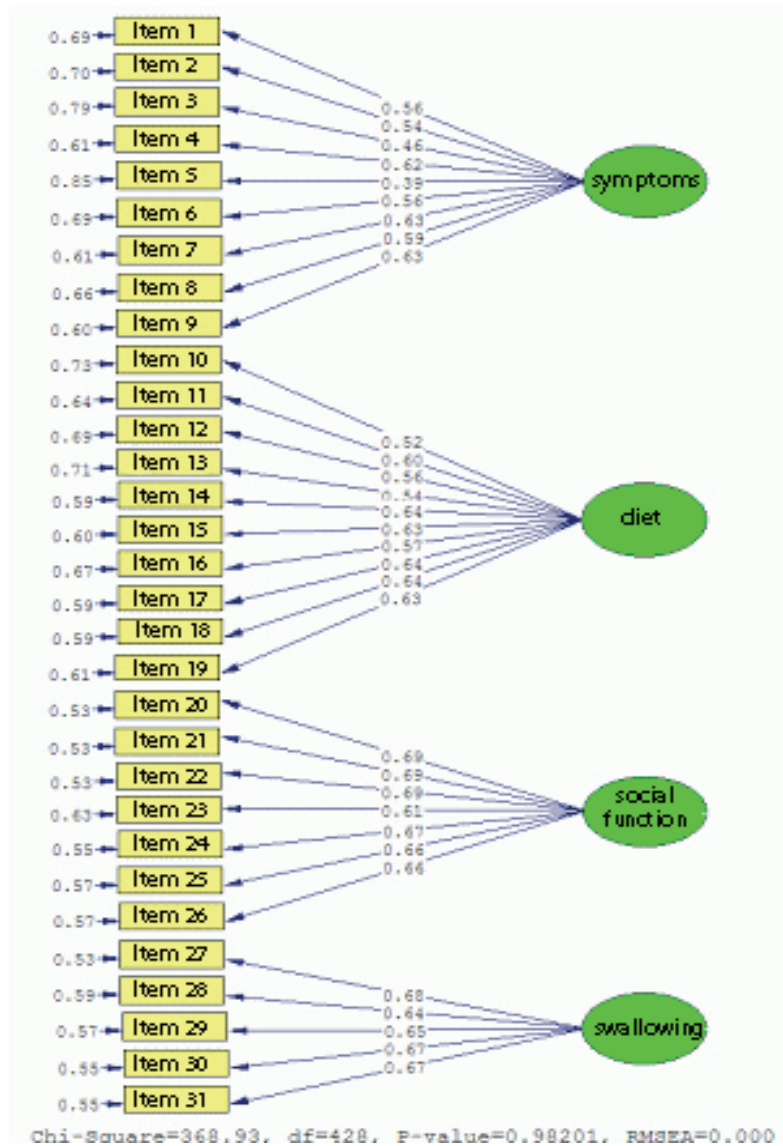 0.69 Item 1
0.70 Item 2
0.79 Item 3
0.61 Item 4
0.85 Item 5
0.69 Item 6
0.61 Item 7
0.66 Item 8
0.60 Item 9
0.56
0.54
0.46
0.62
0.39
0.56
0.63
0.59
0.63
symptoms
0.73 Item 10
0.64 Item 11
0.69 Item 12
0.71 Item 13
0.59 Item 14
0.60 Item 15
0.67 Item 16
0.59 Item 17
0.59 Item 18
0.61 Item 19
0.52
0.60
0.56
0.54
0.64
0.63
0.57
0.64
0.64
0.63
diet
0.53 Item 20
0.53 Item 21
0.53 Item 22
0.63 Item 23
0.55 Item 24
0.57 Item 25
0.57 Item 26
0.69
0.69
0.69
0.61
0.67
0.66
0.66
social
function
0.53 Item 27
0.59 Item 28
0.57 Item 29
0.55 Item 30
0.55 Item 31
0.68
0.64
0.65
0.67
0.67
swallowing
Chi-Square=368.93, df=428, P-value=0.98201, RMSEA=0.000